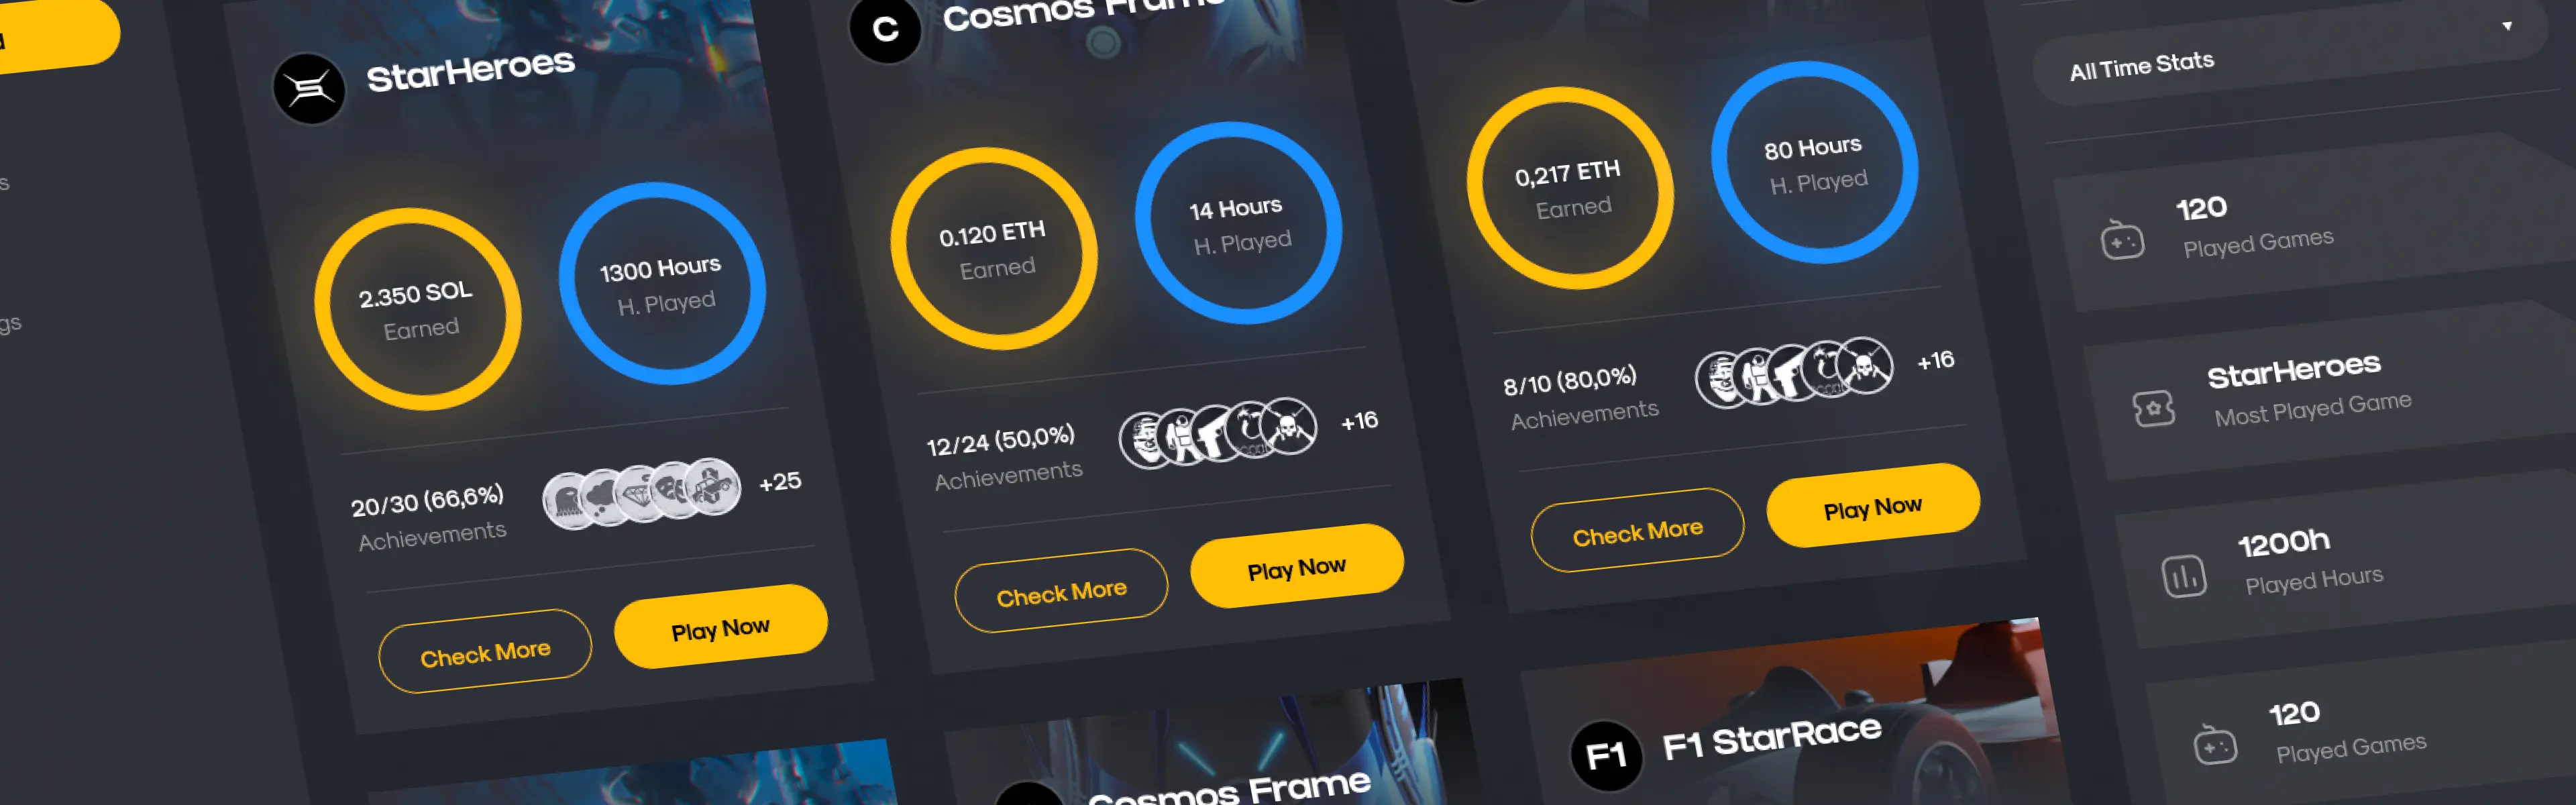 StarHeroes
2.350 SOL
Earned
1300 Hours
H. Played
20/30 (66,6%)
Achievements
+25
Check More
Play Now
C
Cosmos Frame
0.120 ETH
Earned
14 Hours
H. Played
12/24 (50,0%)
Achievements
+16
Check More
Play Now
Cosmos Frame
0,217 ETH
Earned
80 Hours
H. Played
8/10 (80,0%)
Achievements
+16
Check More
Play Now
F1
F1 StarRace
All Time Stats
120
Played Games
StarHeroes
Most Played Game
1200h
Played Hours
120
Played Games